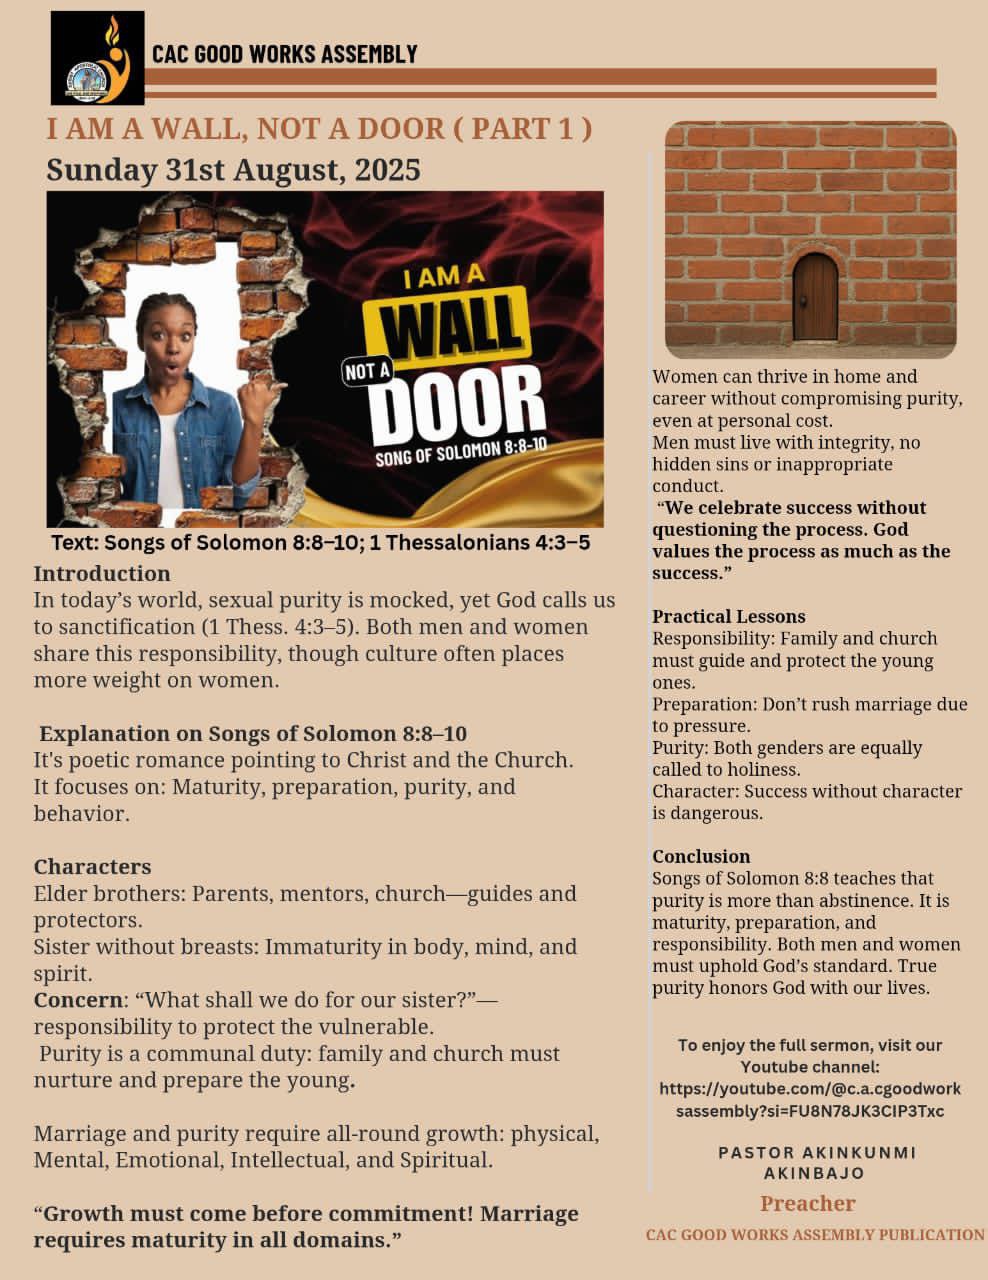 CAC GOOD WORKS ASSEMBLY
I AM A WALL, NOT A DOOR ( PART 1 )
Sunday 31st August, 2025
I AM A
WALL
NOT A
DOOR
SONG OF SOLOMON 8:8-10
Text: Songs of Solomon 8:8–10; 1 Thessalonians 4:3–5
Introduction
In today’s world, sexual purity is mocked, yet God calls us
to sanctification (1 Thess. 4:3–5). Both men and women
share this responsibility, though culture often places
more weight on women.
Explanation on Songs of Solomon 8:8–10
It's poetic romance pointing to Christ and the Church.
It focuses on: Maturity, preparation, purity, and
behavior.
Characters
Elder brothers: Parents, mentors, church—guides and
protectors.
Sister without breasts: Immaturity in body, mind, and
spirit.
Concern: “What shall we do for our sister?”—
responsibility to protect the vulnerable.
Purity is a communal duty: family and church must
nurture and prepare the young.
Marriage and purity require all-round growth: physical,
Mental, Emotional, Intellectual, and Spiritual.
“Growth must come before commitment! Marriage
requires maturity in all domains.”
Women can thrive in home and
career without compromising purity,
even at personal cost.
Men must live with integrity, no
hidden sins or inappropriate
conduct.
“We celebrate success without
questioning the process. God
values the process as much as the
success.”
Practical Lessons
Responsibility: Family and church
must guide and protect the young
ones.
Preparation: Don’t rush marriage due
to pressure.
Purity: Both genders are equally
called to holiness.
Character: Success without character
is dangerous.
Conclusion
Songs of Solomon 8:8 teaches that
purity is more than abstinence. It is
maturity, preparation, and
responsibility. Both men and women
must uphold God’s standard. True
purity honors God with our lives.
To enjoy the full sermon, visit our
Youtube channel:
https://youtube.com/@c.a.cgoodwork
sassembly?si=FU8N78JK3CIP3Txc
PASTOR AKINKUNMI
AKINBAJO
Preacher
CAC GOOD WORKS ASSEMBLY PUBLICATION